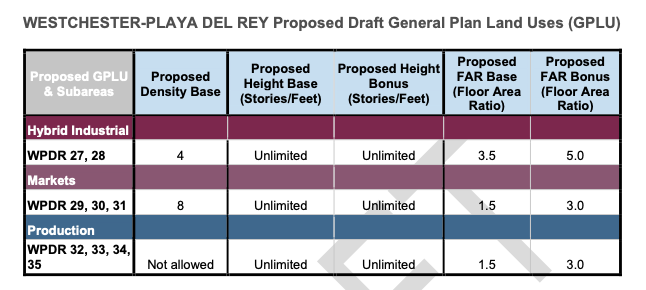 WESTCHESTER-PLAYA DEL REY Proposed Draft General Plan Land Uses (GPLU)
Proposed GPLU & Subareas Proposed Density Base Proposed Height Base (Stories/Feet) Proposed Height Bonus (Stories/Feet) Proposed FAR Base (Floor Area Ratio) Proposed FAR Bonus (Floor Area Ratio)
Hybrid Industrial
WPDR 27, 28 4 Unlimited Unlimited 3.5 5.0
Markets
WPDR 29, 30, 31 8 Unlimited Unlimited 1.5 3.0
Production
WPDR 32, 33, 34, 35 Not allowed Unlimited Unlimited 1.5 3.0